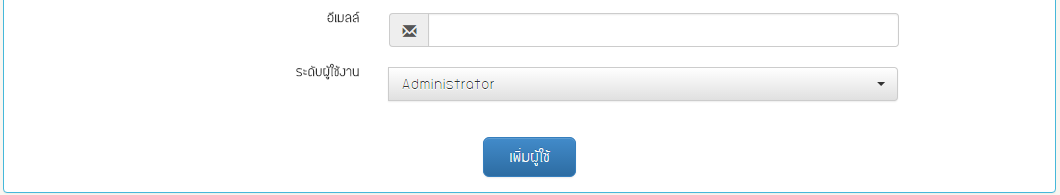 อีเมลล์
ระดับผู้ใช้งาน
Administrator
เพิ่มผู้ใช้